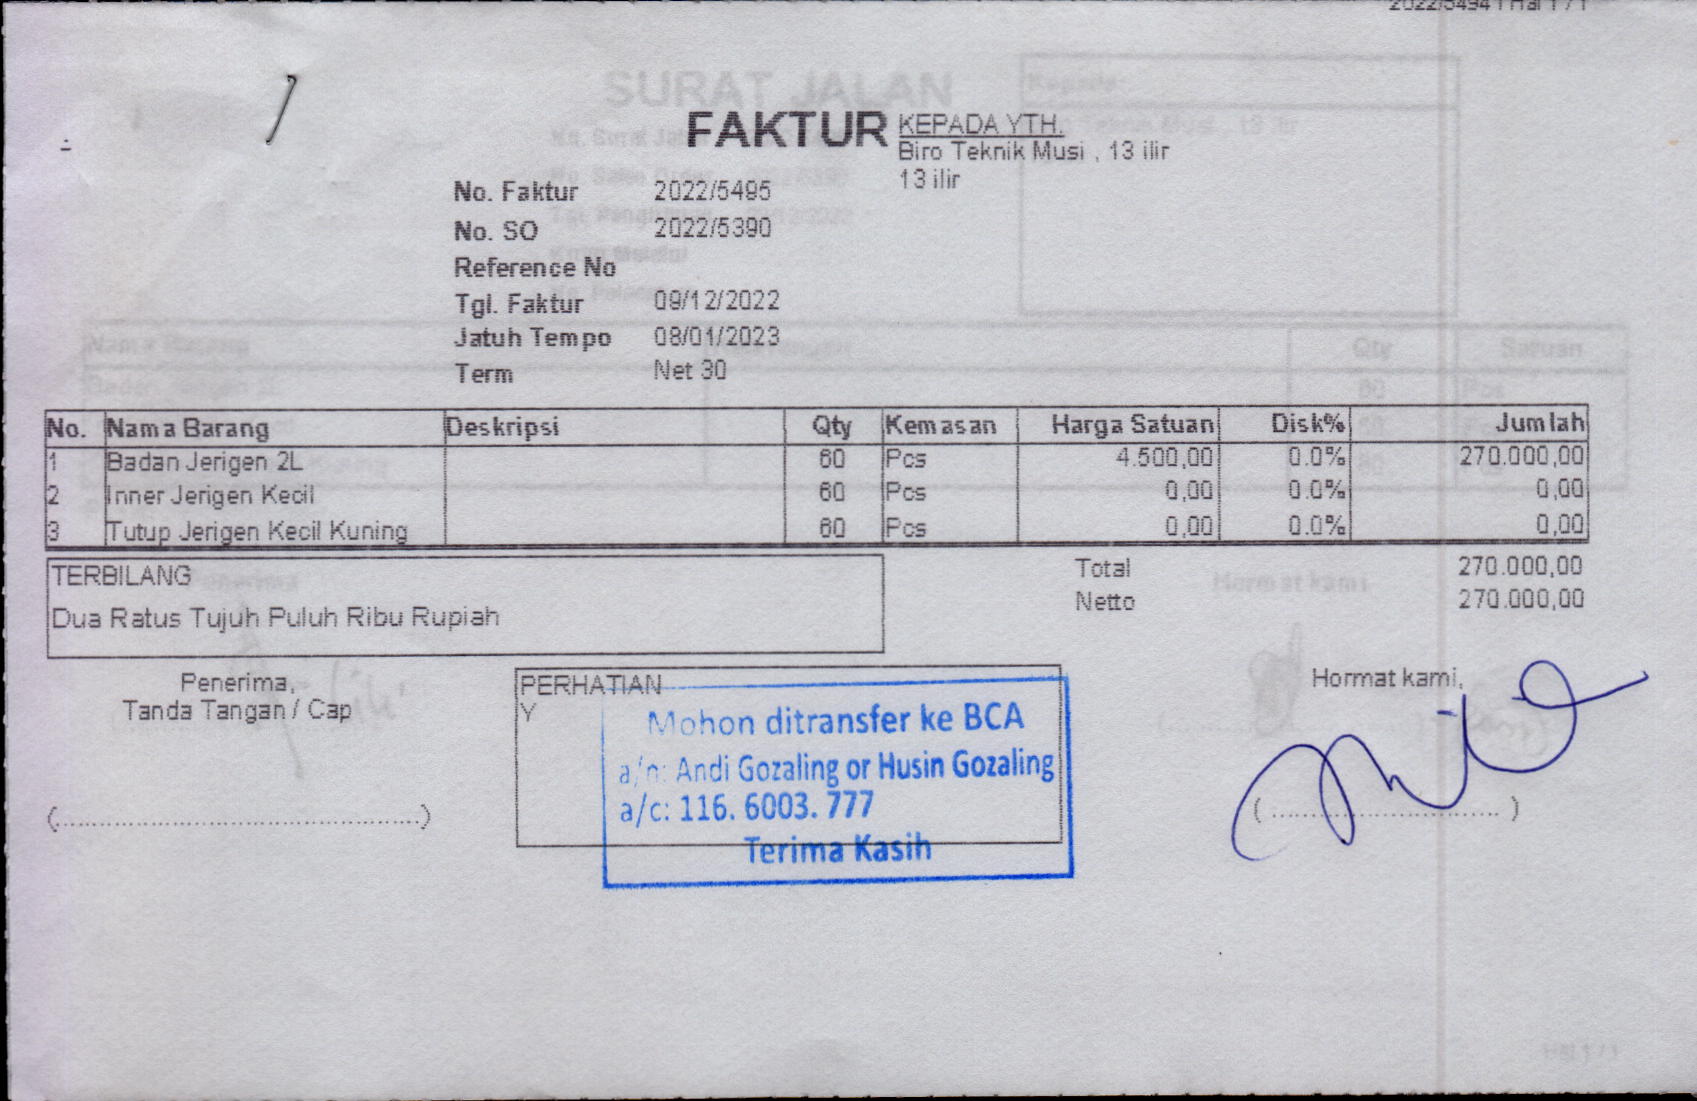 FAKTUR
KEPADA YTH.
Biro Teknik Musi , 13 ilir
13 ilir
No. Faktur 2022/5495
No. SO 2022/5390
Reference No
Tgl. Faktur 09/12/2022
Jatuh Tempo 08/01/2023
Term Net 30
No. Nama Barang Deskripsi Qty Kemasan Harga Satuan Disk% Jumlah
1 Badan Jerigen 2L 60 Pcs 4.500,00 0.0% 270.000,00
2 Inner Jerigen Kecil 60 Pcs 0,00 0.0% 0,00
3 Tutup Jerigen Kecil Kuning 60 Pcs 0,00 0.0% 0,00
TERBILANG
Dua Ratus Tujuh Puluh Ribu Rupiah
Total 270.000,00
Netto 270.000,00
Penerima,
Tanda Tangan / Cap
(..............................................)
PERHATIAN
Y
Mohon ditransfer ke BCA
a/n: Andi Gozaling or Husin Gozaling
a/c: 116. 6003. 777
Terima Kasih
Hormat kami,
(.............................)